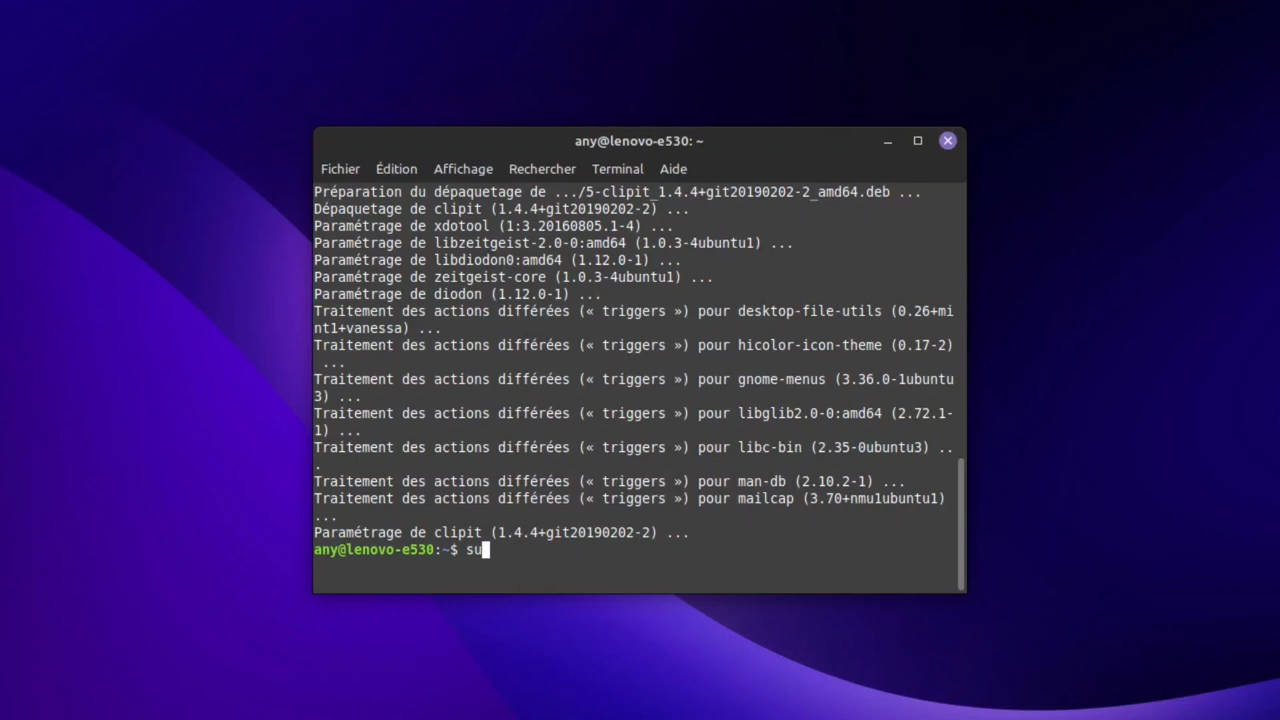 any@lenovo-e530: ~
Fichier Édition Affichage Rechercher Terminal Aide
Préparation du dépaquetage de .../5-clipit_1.4.4+git20190202-2_amd64.deb ...
Dépaquetage de clipit (1.4.4+git20190202-2) ...
Paramétrage de xdotool (1:3.20160805.1-4) ...
Paramétrage de libzeitgeist-2.0-0:amd64 (1.0.3-4ubuntu1) ...
Paramétrage de libdiodon0:amd64 (1.12.0-1) ...
Paramétrage de zeitgeist-core (1.0.3-4ubuntu1) ...
Paramétrage de diodon (1.12.0-1) ...
Traitement des actions différées (« triggers ») pour desktop-file-utils (0.26+mi
nt1+vanessa) ...
Traitement des actions différées (« triggers ») pour hicolor-icon-theme (0.17-2)
...
Traitement des actions différées (« triggers ») pour gnome-menus (3.36.0-1ubuntu
3) ...
Traitement des actions différées (« triggers ») pour libglib2.0-0:amd64 (2.72.1-
1) ...
Traitement des actions différées (« triggers ») pour libc-bin (2.35-0ubuntu3) ..
.
Traitement des actions différées (« triggers ») pour man-db (2.10.2-1) ...
Traitement des actions différées (« triggers ») pour mailcap (3.70+nmu1ubuntu1)
...
Paramétrage de clipit (1.4.4+git20190202-2) ...
any@lenovo-e530:~$ su